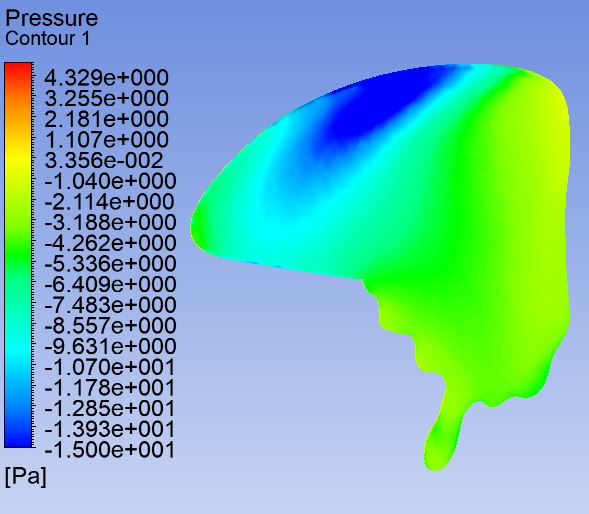 Pressure
Contour 1
4.329e+000
3.255e+000
2.181e+000
1.107e+000
3.356e-002
-1.040e+000
-2.114e+000
-3.188e+000
-4.262e+000
-5.336e+000
-6.409e+000
-7.483e+000
-8.557e+000
-9.631e+000
-1.070e+001
-1.178e+001
-1.285e+001
-1.393e+001
-1.500e+001
[Pa]